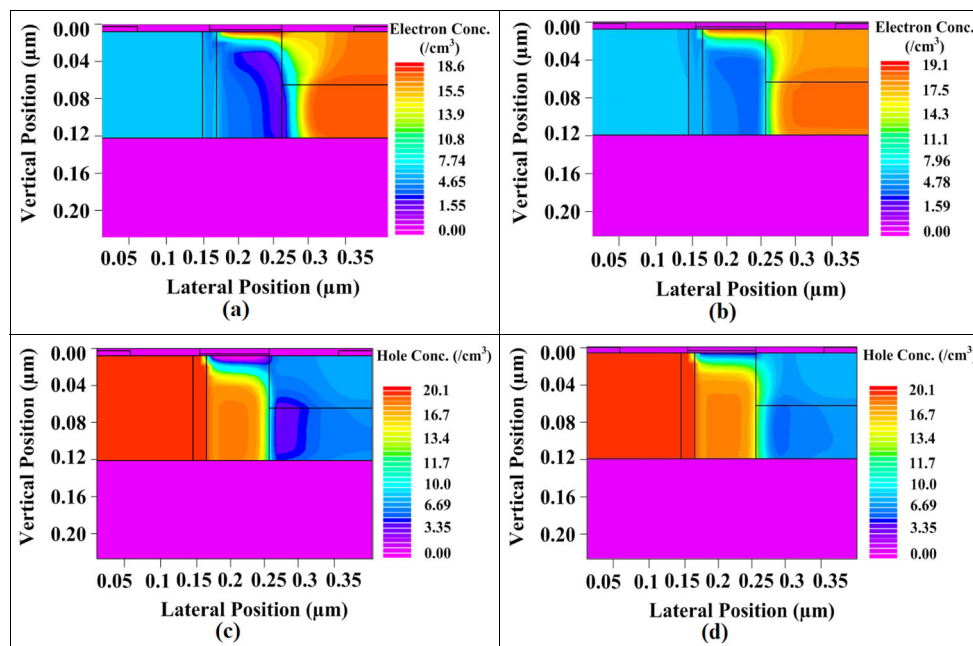 Vertical Position (µm)
0.00
0.04
0.08
0.12
0.16
0.20
0.05 0.1 0.15 0.2 0.25 0.3 0.35
Lateral Position (µm)
(a)
Electron Conc.
(/cm³)
18.6
15.5
13.9
10.8
7.74
4.65
1.55
0.00
Vertical Position (µm)
0.00
0.04
0.08
0.12
0.16
0.20
0.05 0.1 0.15 0.2 0.25 0.3 0.35
Lateral Position (µm)
(b)
Electron Conc.
(/cm³)
19.1
17.5
14.3
11.1
7.96
4.78
1.59
0.00
Vertical Position (µm)
0.00
0.04
0.08
0.12
0.16
0.20
0.05 0.1 0.15 0.2 0.25 0.3 0.35
Lateral Position (µm)
(c)
Hole Conc. (/cm³)
20.1
16.7
13.4
11.7
10.0
6.69
3.35
0.00
Vertical Position (µm)
0.00
0.04
0.08
0.12
0.16
0.20
0.05 0.1 0.15 0.2 0.25 0.3 0.35
Lateral Position (µm)
(d)
Hole Conc. (/cm³)
20.1
16.7
13.4
11.7
10.0
6.69
3.35
0.00